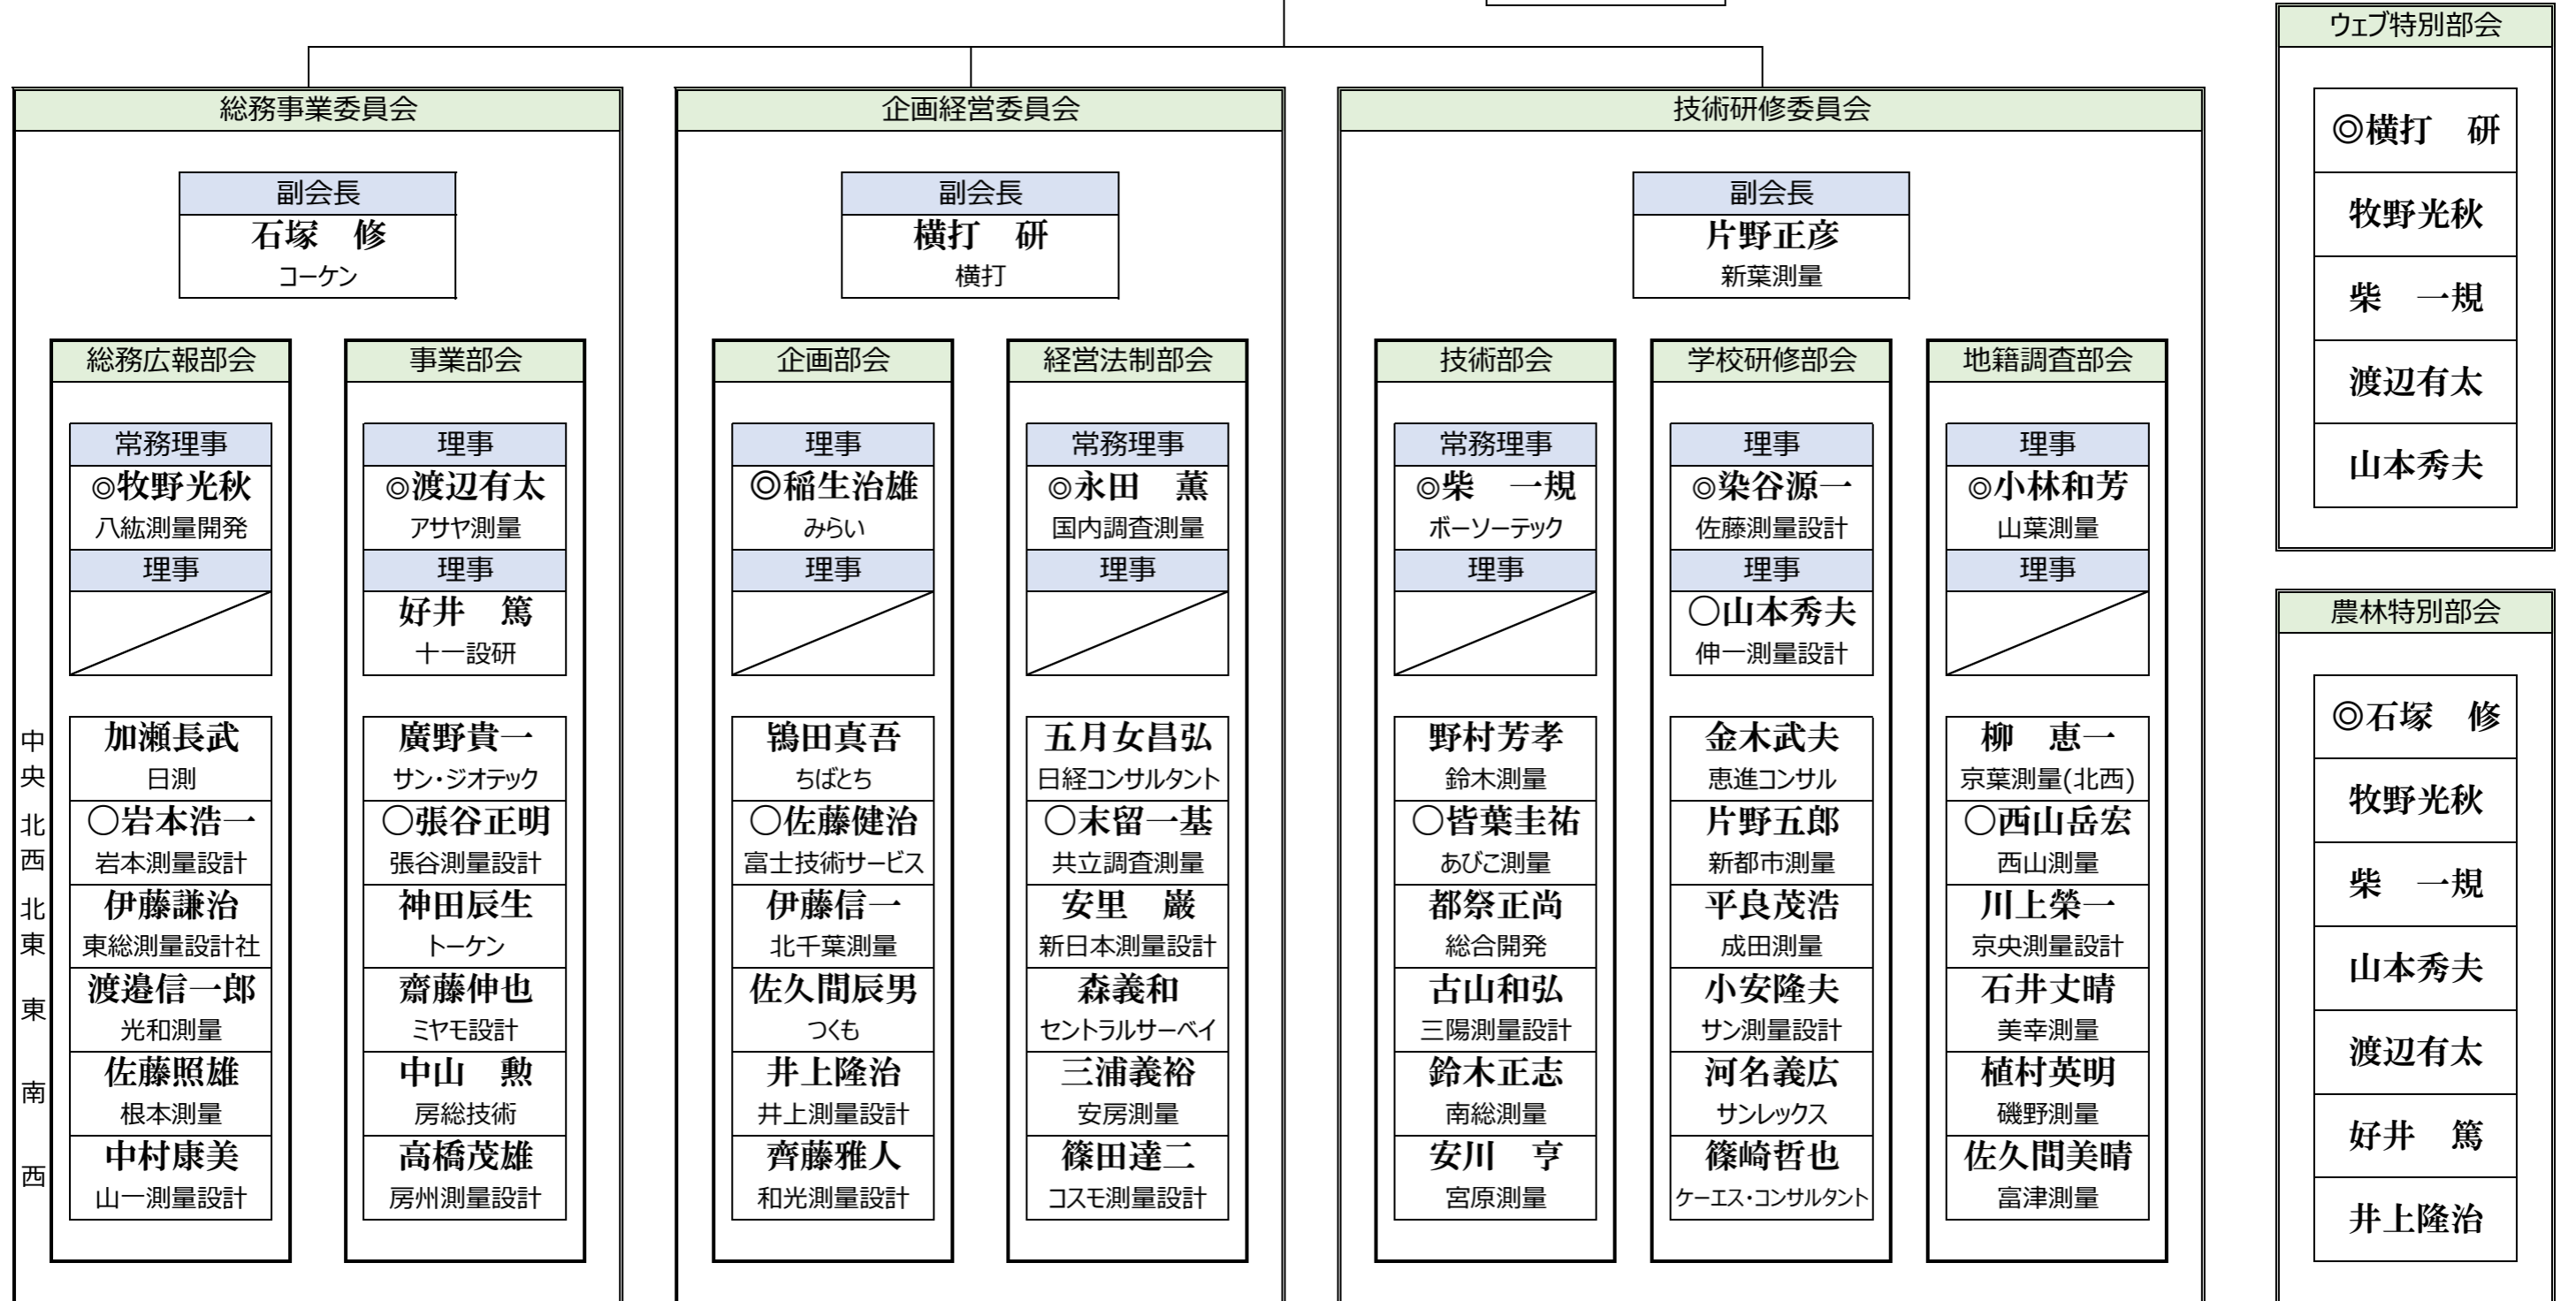 総務事業委員会
副会長
石塚　修
コーケン
総務広報部会
常務理事
◎牧野光秋
八紘測量開発
理事
中央
加瀬長武
日測
北西
〇岩本浩一
岩本測量設計
北東
伊藤謙治
東総測量設計社
東
渡邉信一郎
光和測量
南
佐藤照雄
根本測量
西
中村康美
山一測量設計
事業部会
理事
◎渡辺有太
アサヤ測量
理事
好井　篤
十一設研
廣野貴一
サン・ジオテック
〇張谷正明
張谷測量設計
神田辰生
トーケン
齋藤伸也
ミヤモ設計
中山　勲
房総技術
高橋茂雄
房州測量設計
企画経営委員会
副会長
横打　研
横打
企画部会
理事
◎稲生治雄
みらい
理事
鴇田真吾
ちばとち
〇佐藤健治
富士技術サービス
伊藤信一
北千葉測量
佐久間辰男
つくも
井上隆治
井上測量設計
齊藤雅人
和光測量設計
経営法制部会
常務理事
◎永田　薫
国内調査測量
理事
五月女昌弘
日経コンサルタント
〇末留一基
共立調査測量
安里　巌
新日本測量設計
森義和
セントラルサーベイ
三浦義裕
安房測量
篠田達二
コスモ測量設計
技術研修委員会
副会長
片野正彦
新葉測量
技術部会
常務理事
◎柴　一規
ボーソーテック
理事
野村芳孝
鈴木測量
〇皆葉圭祐
あびこ測量
都祭正尚
総合開発
古山和弘
三陽測量設計
鈴木正志
南総測量
安川　亨
宮原測量
学校研修部会
理事
◎染谷源一
佐藤測量設計
理事
〇山本秀夫
伸一測量設計
金木武夫
恵進コンサル
片野五郎
新都市測量
平良茂浩
成田測量
小安隆夫
サン測量設計
河名義広
サンレックス
篠崎哲也
ケーエス・コンサルタント
地籍調査部会
理事
◎小林和芳
山葉測量
理事
柳　恵一
京葉測量(北西)
〇西山岳宏
西山測量
川上榮一
京央測量設計
石井丈晴
美幸測量
植村英明
磯野測量
佐久間美晴
富津測量
ウェブ特別部会
◎横打　研
牧野光秋
柴　一規
渡辺有太
山本秀夫
農林特別部会
◎石塚　修
牧野光秋
柴　一規
山本秀夫
渡辺有太
好井　篤
井上隆治